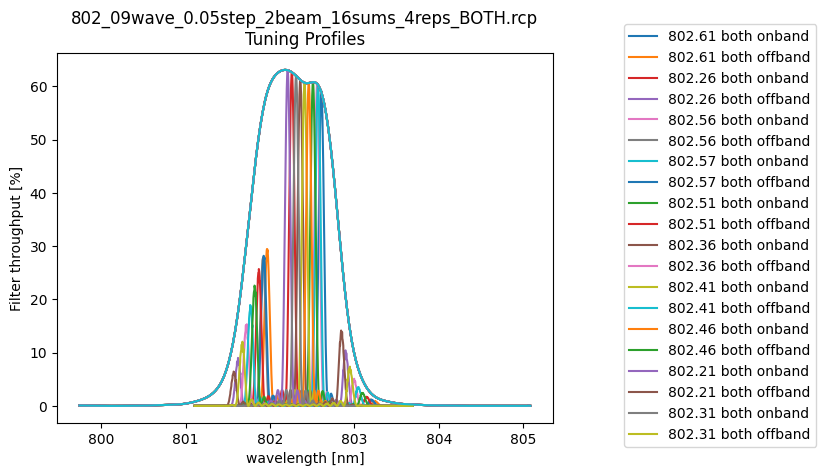 802_09wave_0.05step_2beam_16sums_4reps_BOTH.rcp
Tuning Profiles
Filter throughput [%]
60
50
40
30
20
10
0
800
801
802
803
804
805
wavelength [nm]
802.61 both onband
802.61 both offband
802.26 both onband
802.26 both offband
802.56 both onband
802.56 both offband
802.57 both onband
802.57 both offband
802.51 both onband
802.51 both offband
802.36 both onband
802.36 both offband
802.41 both onband
802.41 both offband
802.46 both onband
802.46 both offband
802.21 both onband
802.21 both offband
802.31 both onband
802.31 both offband